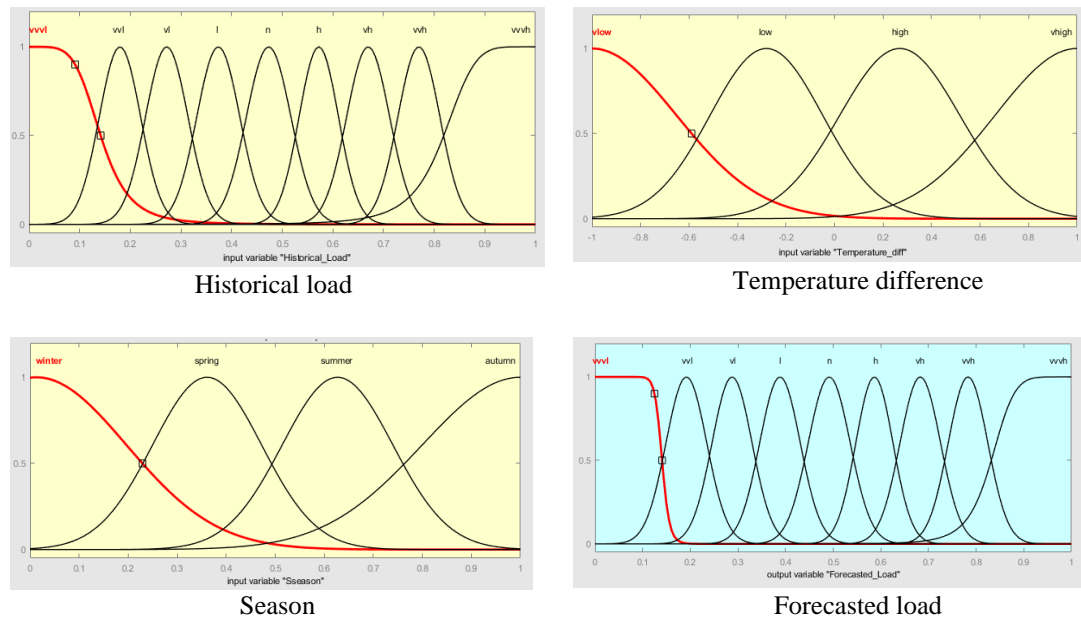 vvvl vvl vl l n h vh vvh vvvh
1
0.5
0
0 0.1 0.2 0.3 0.4 0.5 0.6 0.7 0.8 0.9 1
input variable "Historical_Load"
Historical load
vlow low high vhigh
1
0.5
0
-1 -0.8 -0.6 -0.4 -0.2 0 0.2 0.4 0.6 0.8 1
input variable "Temperature_diff"
Temperature difference
winter spring summer autumn
1
0.5
0
0 0.1 0.2 0.3 0.4 0.5 0.6 0.7 0.8 0.9 1
input variable "Sseason"
Season
vvvl vvl vl l n h vh vvh vvvh
1
0.5
0
0 0.1 0.2 0.3 0.4 0.5 0.6 0.7 0.8 0.9 1
output variable "Forecasted_Load"
Forecasted load